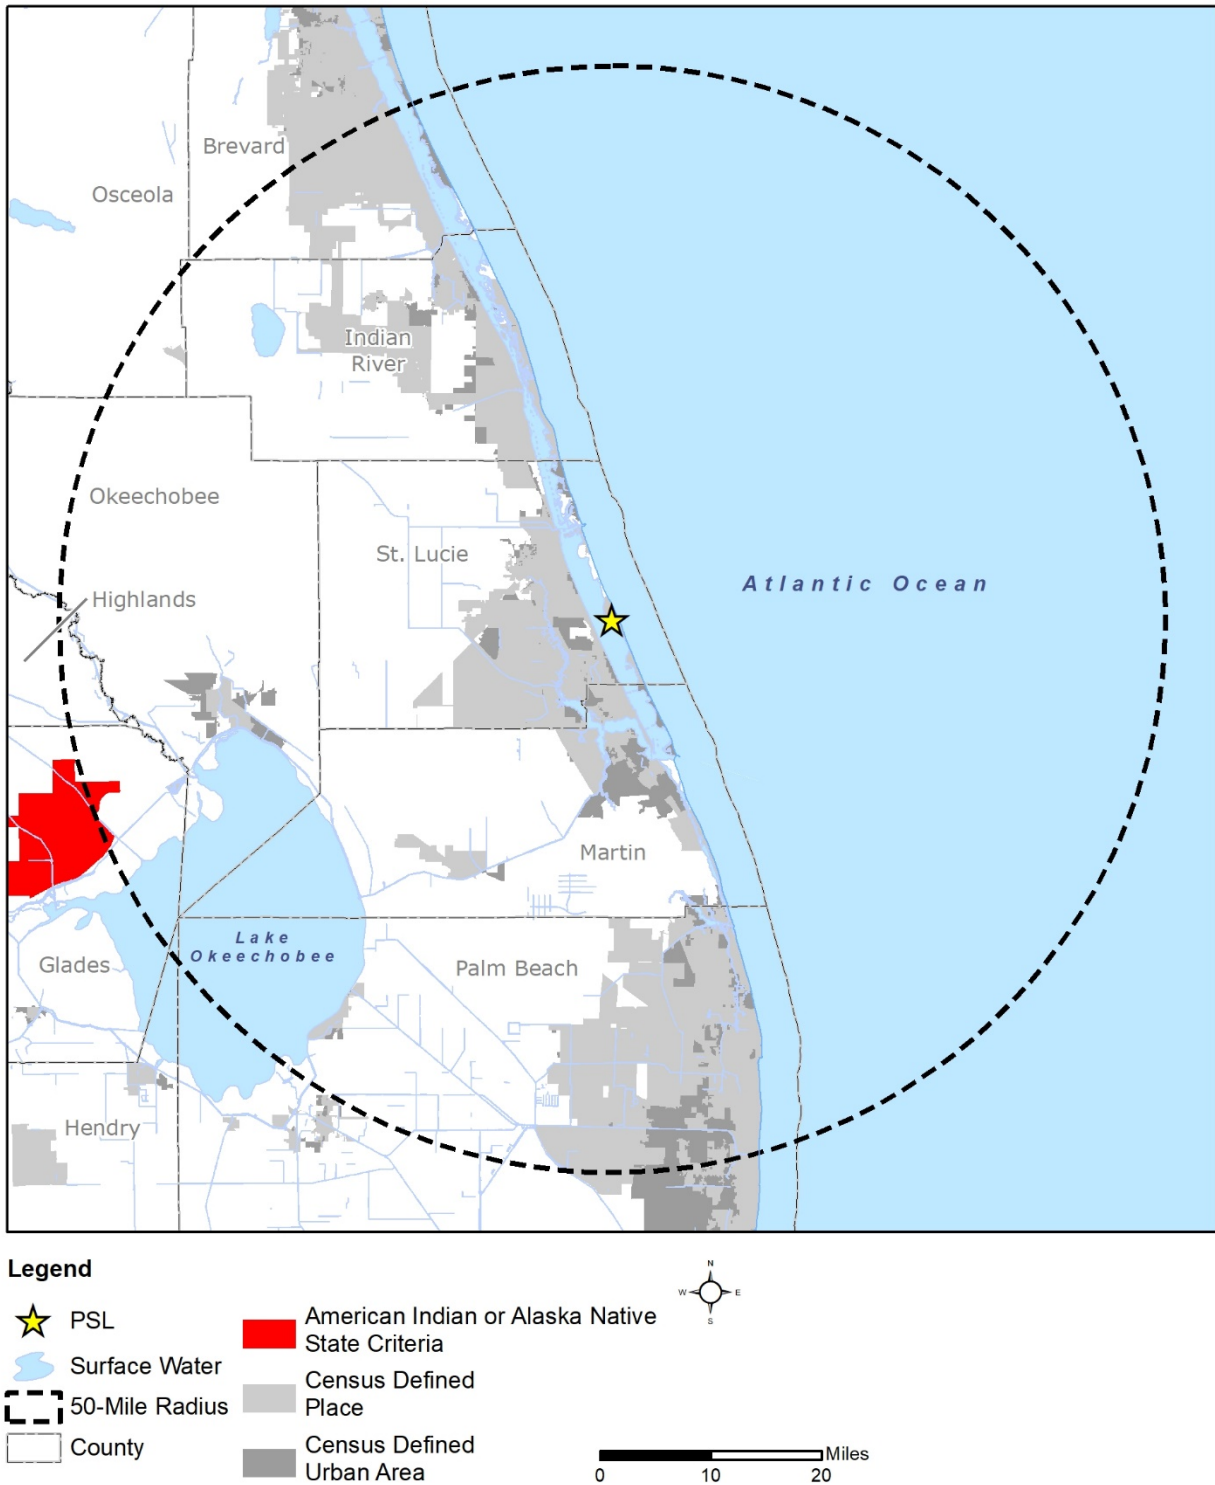 Brevard
Osceola
Indian
River
Okeechobee
St. Lucie
Atlantic Ocean
Highlands
Martin
Lake
Okeechobee
Glades
Palm Beach
Hendry
Legend
PSL
Surface Water
50-Mile Radius
County
American Indian or Alaska Native
State Criteria
Census Defined
Place
Census Defined
Urban Area
N
W
E
S
Miles
0
10
20